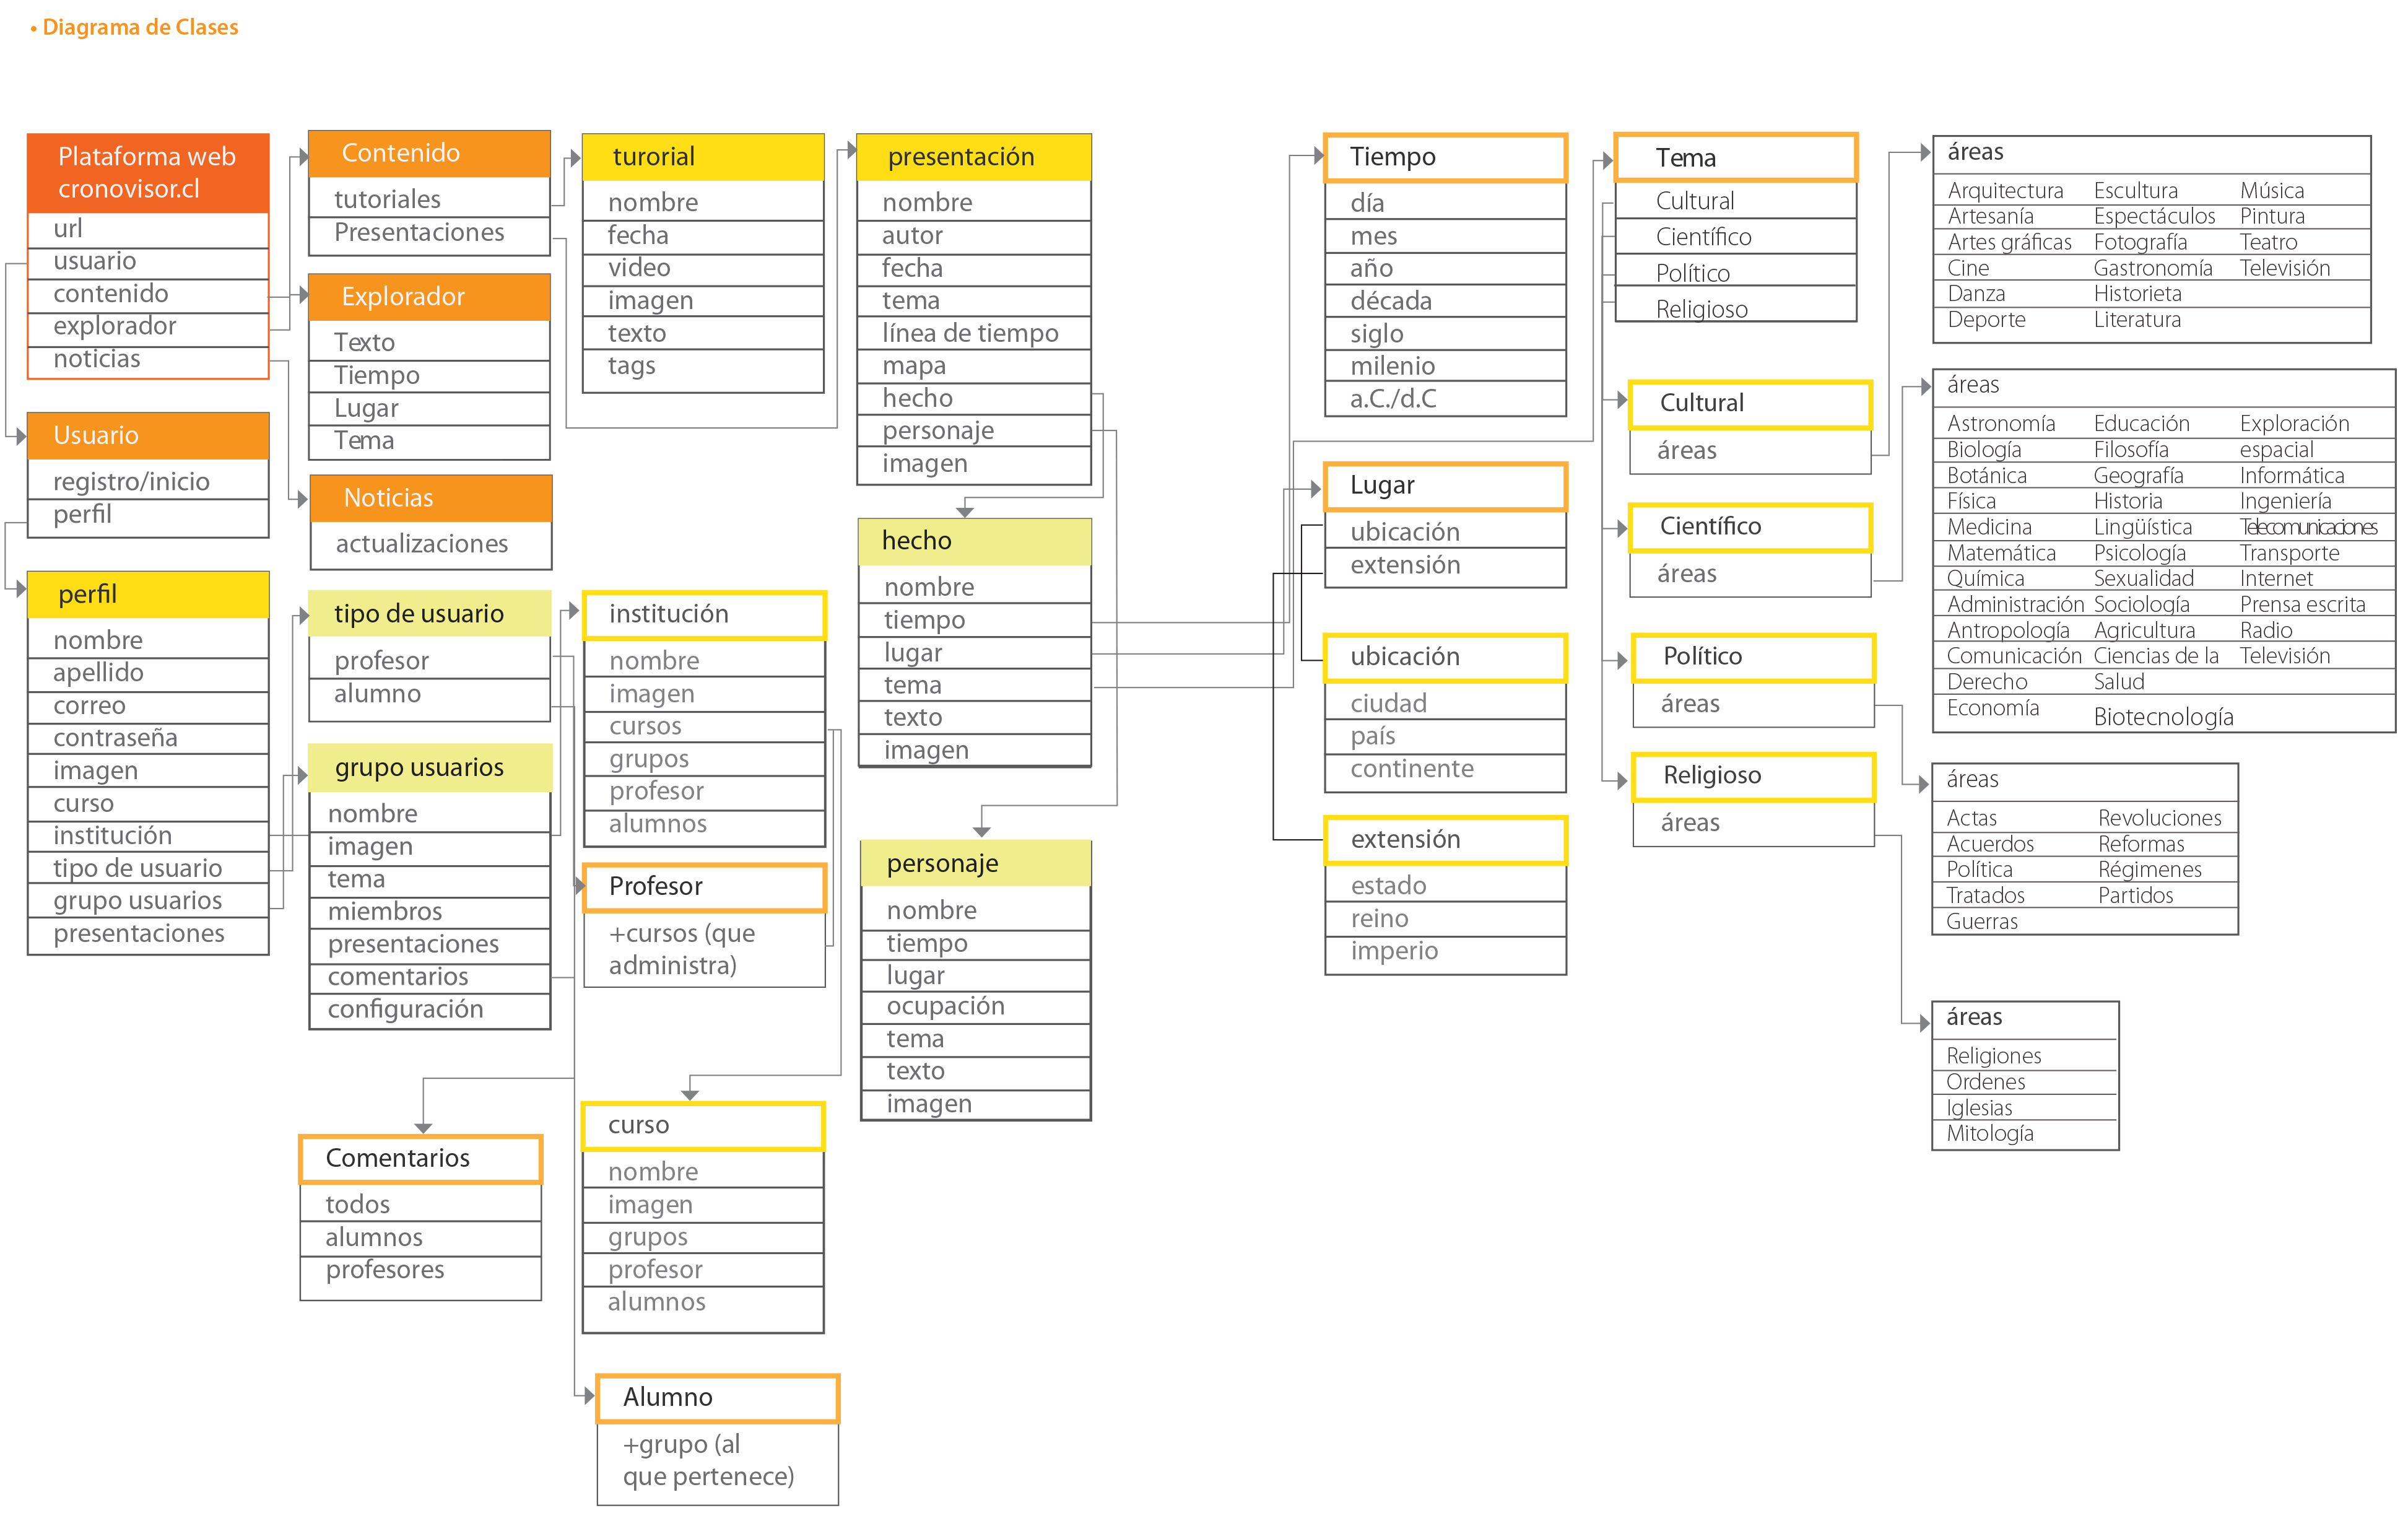 • Diagrama de Clases
Plataforma web
cronovisor.cl
url
usuario
contenido
explorador
noticias
Usuario
registro/inicio
perfil
perfil
nombre
apellido
correo
contraseña
imagen
curso
institución
tipo de usuario
grupo usuarios
presentaciones
Contenido
tutoriales
Presentaciones
Explorador
Texto
Tiempo
Lugar
Tema
Noticias
actualizaciones
tipo de usuario
profesor
alumno
grupo usuarios
nombre
imagen
tema
miembros
presentaciones
comentarios
configuración
Comentarios
todos
alumnos
profesores
turorial
nombre
fecha
video
imagen
texto
tags
institución
nombre
imagen
cursos
grupos
profesor
alumnos
Profesor
+cursos (que
administra)
curso
nombre
imagen
grupos
profesor
alumnos
Alumno
+grupo (al
que pertenece)
presentación
nombre
autor
fecha
tema
línea de tiempo
mapa
hecho
personaje
imagen
hecho
nombre
tiempo
lugar
tema
texto
imagen
personaje
nombre
tiempo
lugar
ocupación
tema
texto
imagen
Tiempo
día
mes
año
década
siglo
milenio
a.C./d.C
Lugar
ubicación
extensión
ubicación
ciudad
país
continente
extensión
estado
reino
imperio
Tema
Cultural
Científico
Político
Religioso
Cultural
áreas
Científico
áreas
Político
áreas
Religioso
áreas
áreas
Arquitectura Escultura Música
Artesanía Espectáculos Pintura
Artes gráficas Fotografía Teatro
Cine Gastronomía Televisión
Danza Historieta
Deporte Literatura
áreas
Astronomía Educación Exploración
Biología Filosofía espacial
Botánica Geografía Informática
Física Historia Ingeniería
Medicina Lingüística Telecomunicaciones
Matemática Psicología Transporte
Química Sexualidad Internet
Administración Sociología Prensa escrita
Antropología Agricultura Radio
Comunicación Ciencias de la Televisión
Derecho Salud
Economía Biotecnología
áreas
Actas Revoluciones
Acuerdos Reformas
Política Régimenes
Tratados Partidos
Guerras
áreas
Religiones
Ordenes
Iglesias
Mitología